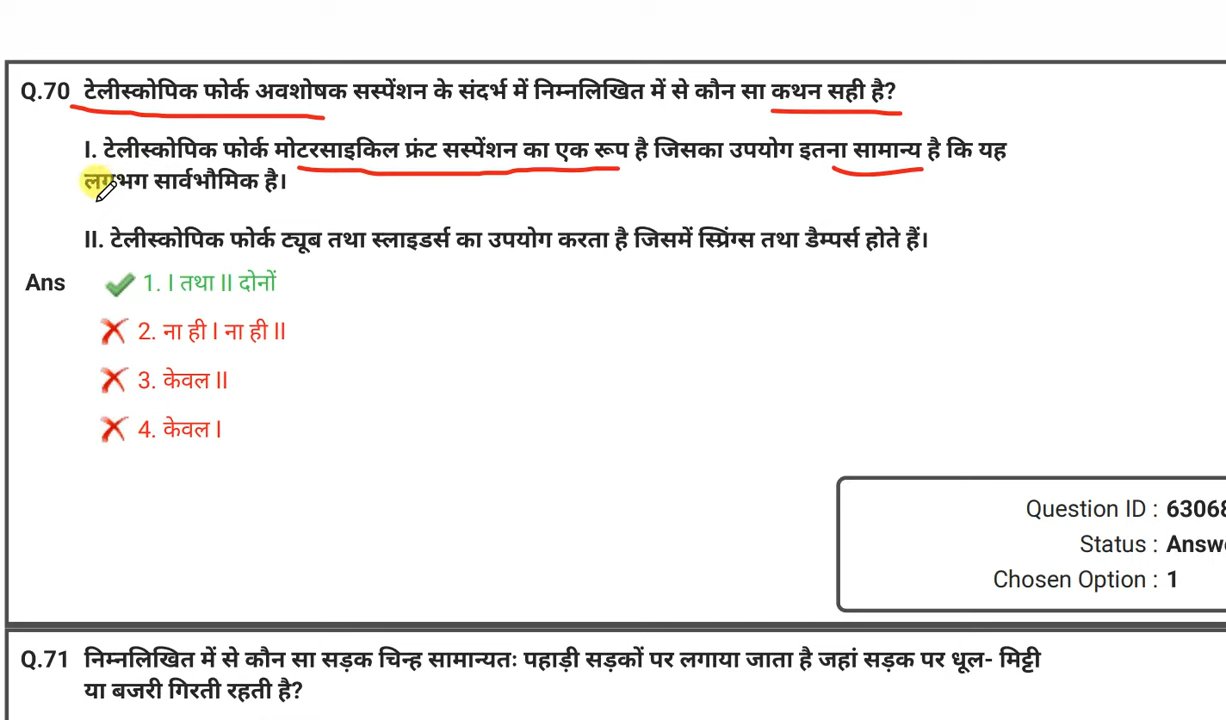 Q.70 टेलीस्कोपिक फोर्क अवशोषक सस्पेंशन के संदर्भ में निम्नलिखित में से कौन सा कथन सही है?
I. टेलीस्कोपिक फोर्क मोटरसाइकिल फ्रंट सस्पेंशन का एक रूप है जिसका उपयोग इतना सामान्य है कि यह
लगभग सार्वभौमिक है।
II. टेलीस्कोपिक फोर्क ट्यूब तथा स्लाइडर्स का उपयोग करता है जिसमें स्प्रिंग्स तथा डैम्पर्स होते हैं।
Ans 1. I तथा II दोनों
2. ना ही I ना ही II
3. केवल II
4. केवल I
Question ID : 63068
Status : Answ
Chosen Option : 1
Q.71 निम्नलिखित में से कौन सा सड़क चिन्ह सामान्यतः पहाड़ी सड़कों पर लगाया जाता है जहां सड़क पर धूल- मिट्टी
या बजरी गिरती रहती है?